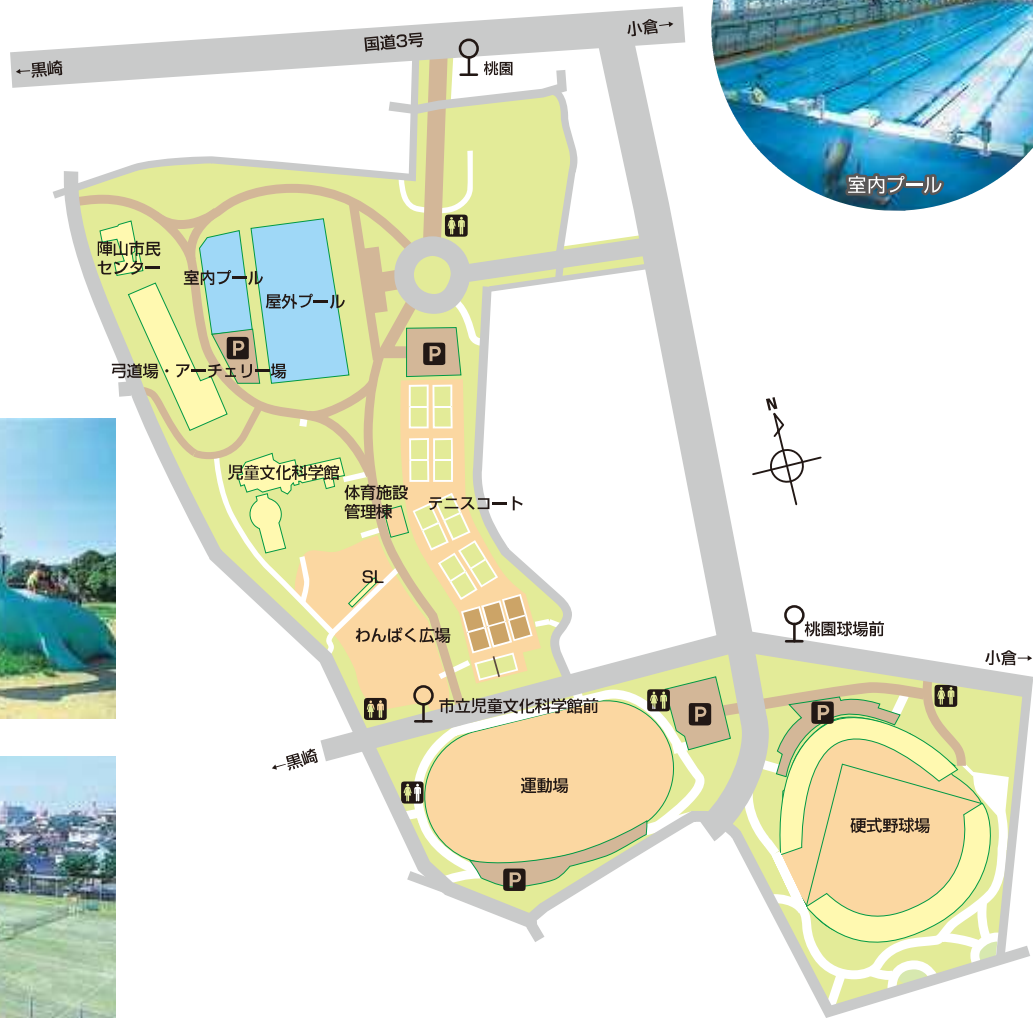 小倉→
国道3号
←黒崎
桃園
室内プール
陣山市民
センター
室内プール
屋外プール
P
P
弓道場・アーチェリー場
N
児童文化科学館
体育施設
管理棟
テニスコート
SL
わんぱく広場
桃園球場前
小倉→
市立児童文化科学館前
P
P
←黒崎
運動場
硬式野球場
P